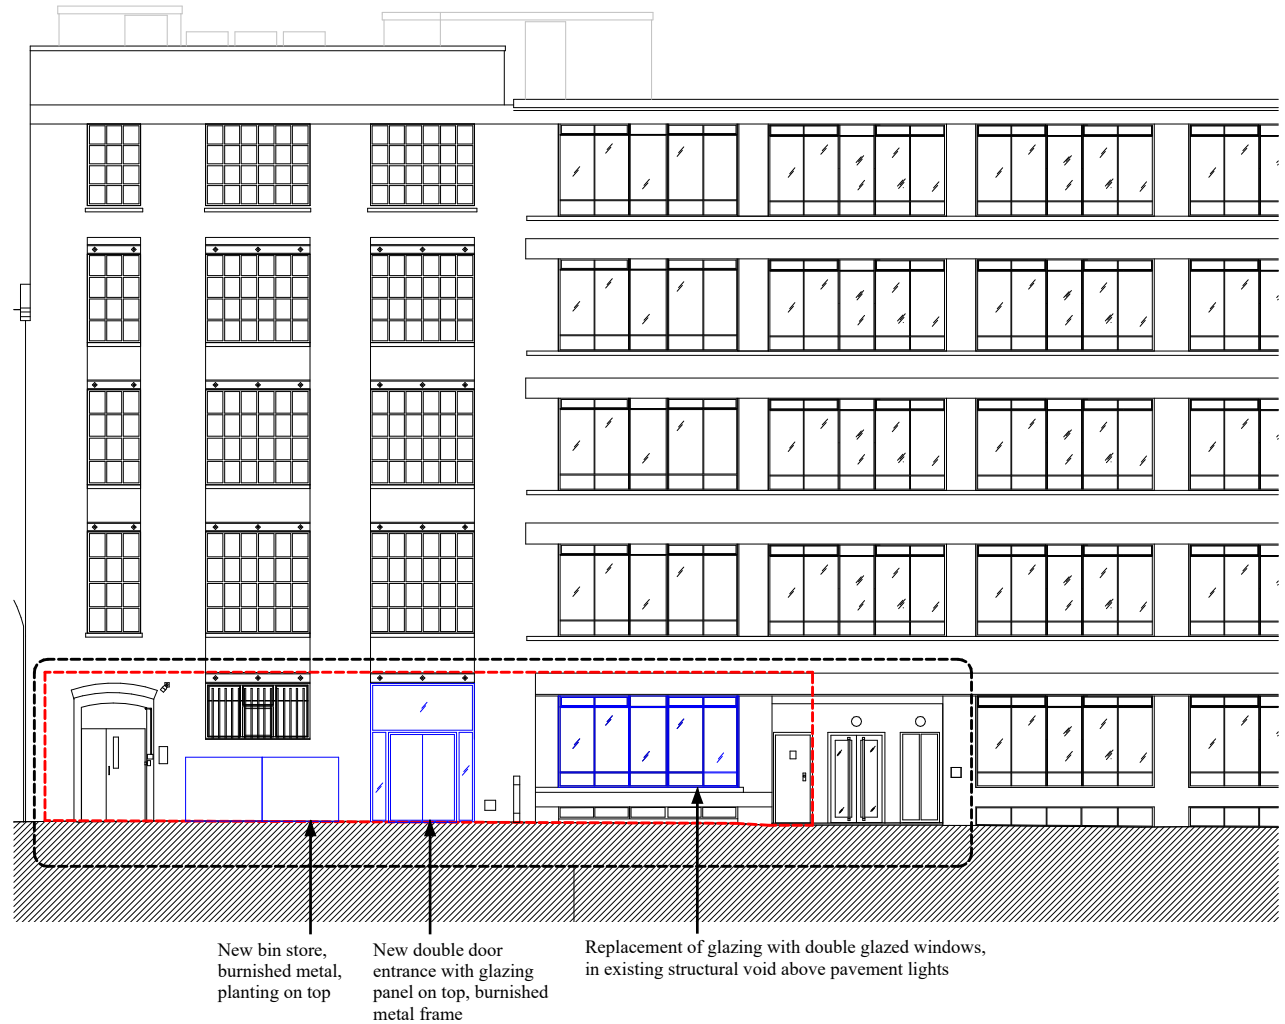 New bin store,
burnished metal,
planting on top
New double door
entrance with glazing
panel on top, burnished
metal frame
Replacement of glazing with double glazed windows,
in existing structural void above pavement lights